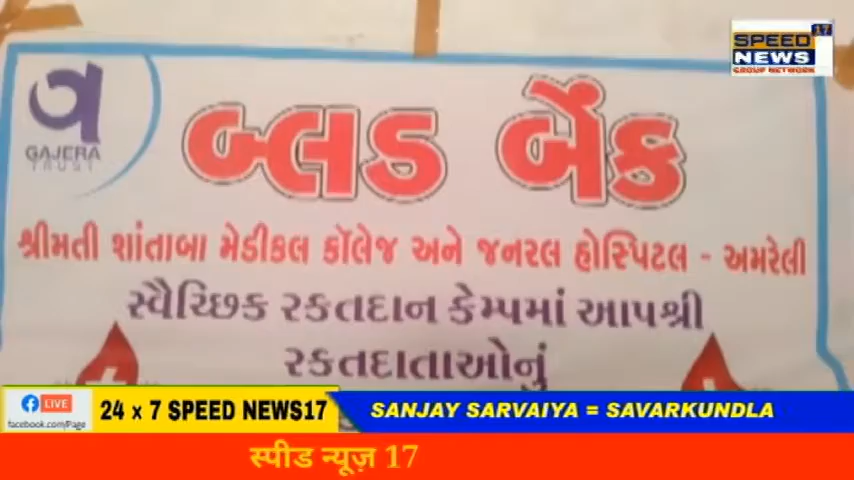 SPEED 17
NEWS
GROUP NETWORK
GAJERA
TRUST
બ્લડ બેંક
શ્રીમતી શાંતાબા મેડીકલ કૉલેજ અને જનરલ હોસ્પિટલ - અમરેલી
સ્વૈચ્છિક રકતદાન કેમ્પમાં આપશ્રી
રકતદાતાઓનું
LIVE
facebook.com/Page
24 x 7 SPEED NEWS17
SANJAY SARVAIYA = SAVARKUNDLA
स्पीड न्यूज़ 17